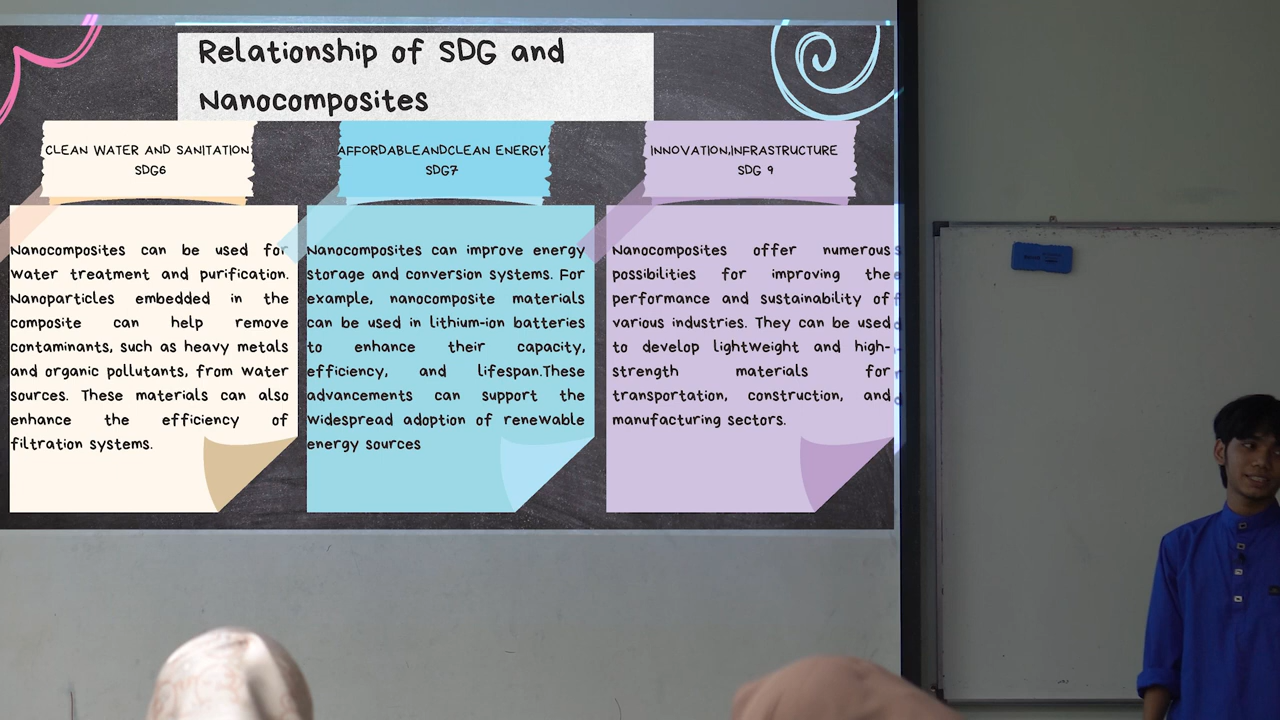 Relationship of SDG and
Nanocomposites
CLEAN WATER AND SANITATION
SDG6
Nanocomposites can be used for
water treatment and purification.
Nanoparticles embedded in the
composite can help remove
contaminants, such as heavy metals
and organic pollutants, from water
sources. These materials can also
enhance the efficiency of
filtration systems.
AFFORDABLEANDCLEAN ENERGY
SDG7
Nanocomposites can improve energy
storage and conversion systems. For
example, nanocomposite materials
can be used in lithium-ion batteries
to enhance their capacity,
efficiency, and lifespan.These
advancements can support the
widespread adoption of renewable
energy sources
INNOVATION,INFRASTRUCTURE
SDG 9
Nanocomposites offer numerous
possibilities for improving the
performance and sustainability of
various industries. They can be used
to develop lightweight and high-
strength materials for
transportation, construction, and
manufacturing sectors.